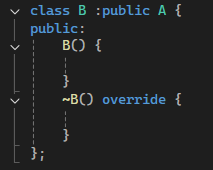 class B :public A {
public:
    B() {

    }
    ~B() override {

    }
};